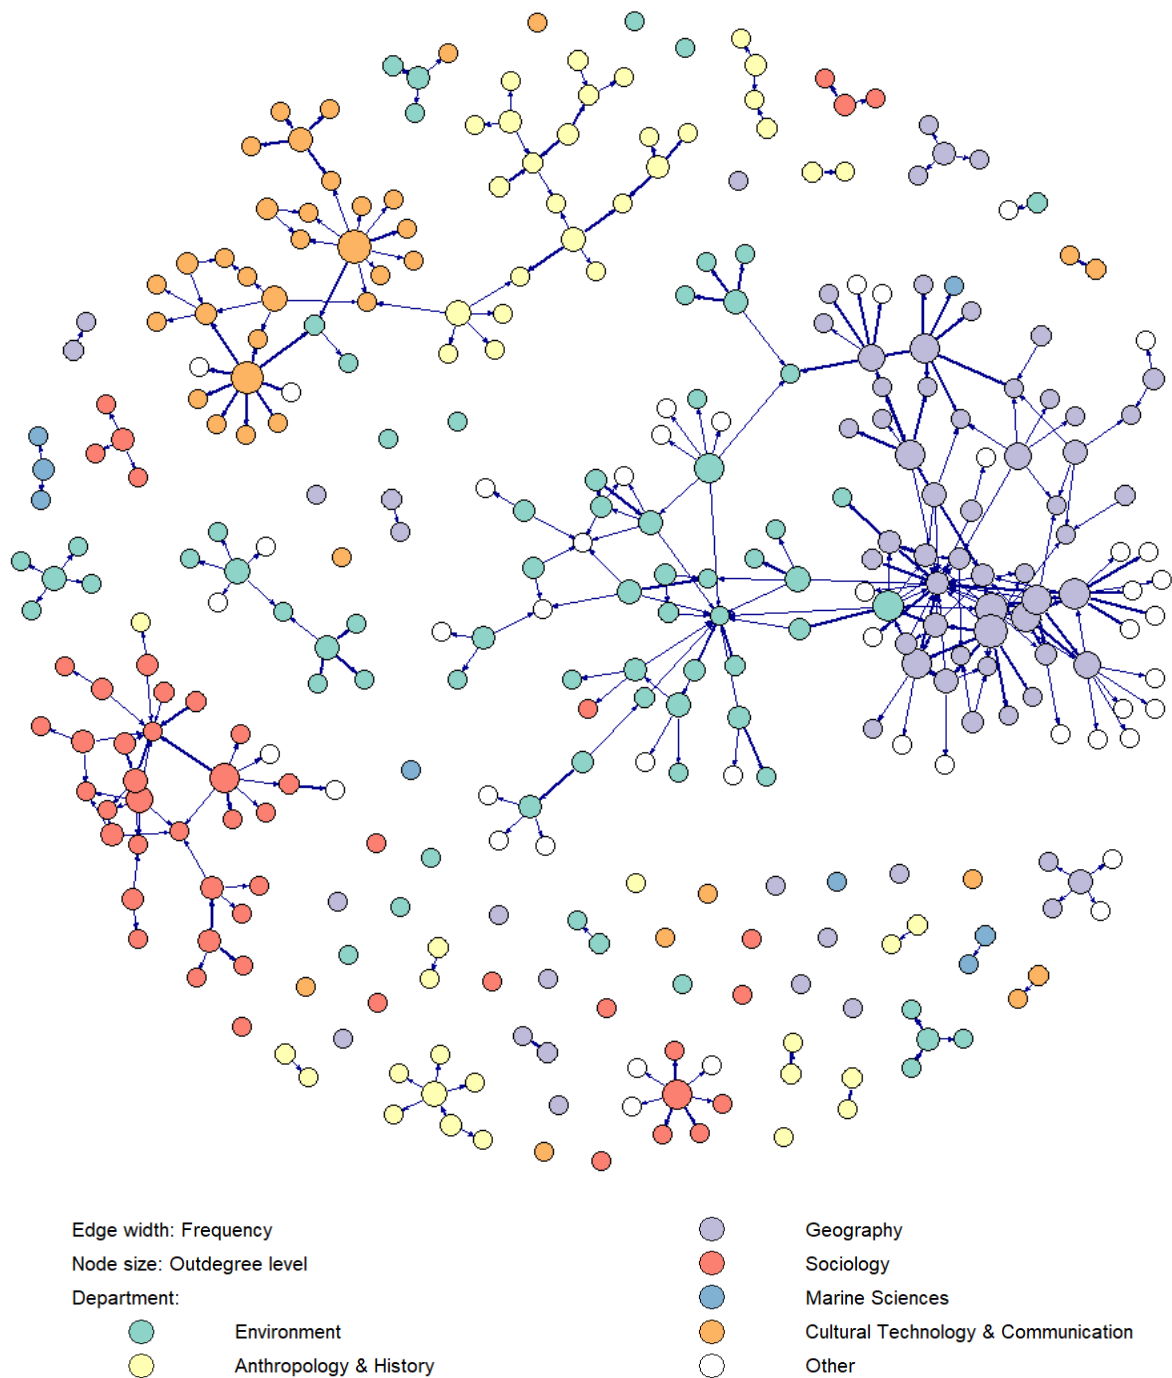 Edge width: Frequency
Node size: Outdegree level
Department:
Environment
Anthropology & History
Geography
Sociology
Marine Sciences
Cultural Technology & Communication
Other